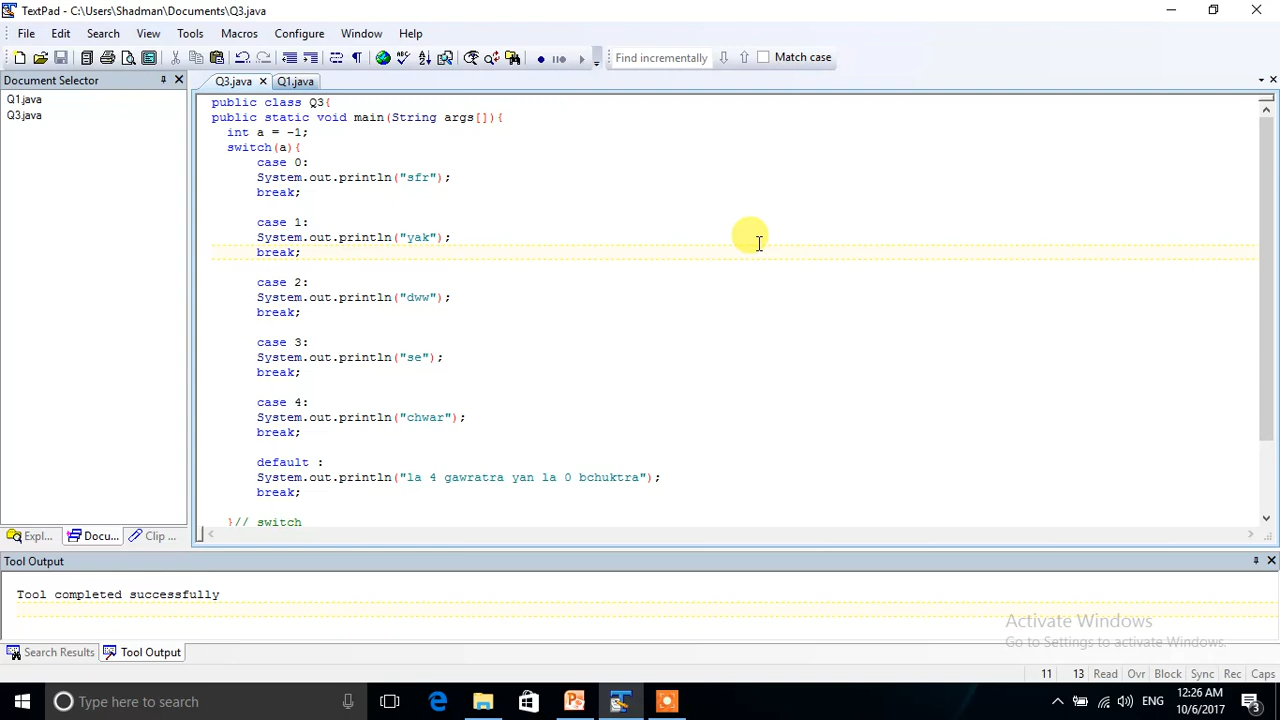 TextPad - C:\Users\Shadman\Documents\Q3.java
File Edit Search View Tools Macros Configure Window Help
Find incrementally Match case
Document Selector
Q3.java Q1.java
Q1.java
Q3.java
public class Q3{
public static void main(String args[]){
int a = -1;
switch(a){
case 0:
System.out.println("sfr");
break;
case 1:
System.out.println("yak");
break;
case 2:
System.out.println("dww");
break;
case 3:
System.out.println("se");
break;
case 4:
System.out.println("chwar");
break;
default :
System.out.println("la 4 gawratra yan la 0 bchuktra");
break;
}// switch
Expl... Docu... Clip ...
Tool Output
Tool completed successfully
Activate Windows
Go to Settings to activate Windows.
Search Results Tool Output
11 13 Read Ovr Block Sync Rec Caps
Type here to search
ENG
12:26 AM
10/6/2017
3